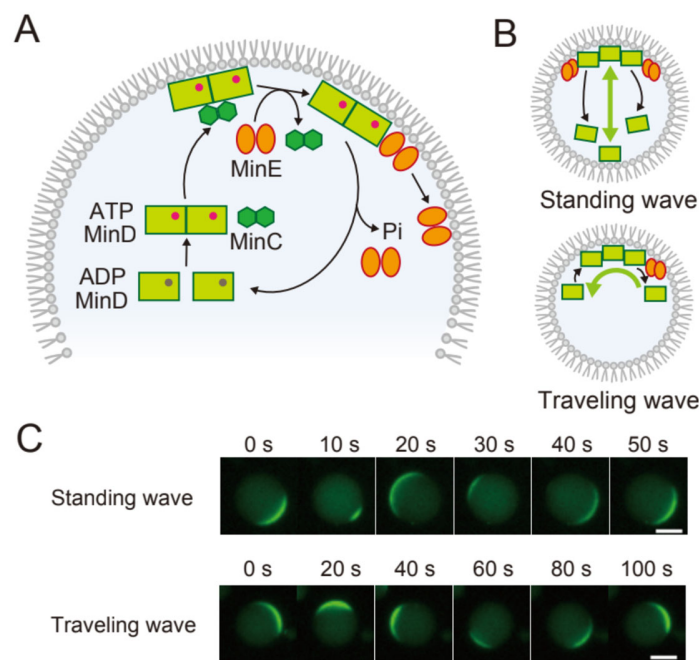 A
MinE
ATP
MinD
MinC
Pi
ADP
MinD
B
Standing wave
Traveling wave
C
0 s 10 s 20 s 30 s 40 s 50 s
Standing wave
0 s 20 s 40 s 60 s 80 s 100 s
Traveling wave